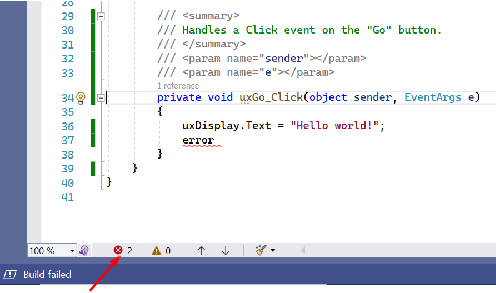 28
29 /// <summary>
30 /// Handles a Click event on the "Go" button.
31 /// </summary>
32 /// <param name="sender"></param>
33 /// <param name="e"></param>
1 reference
34 private void uxGo_Click(object sender, EventArgs e)
35 {
36 uxDisplay.Text = "Hello world!";
37 error
38 }
39 }
40 }
41
100 % 2 0
Build failed